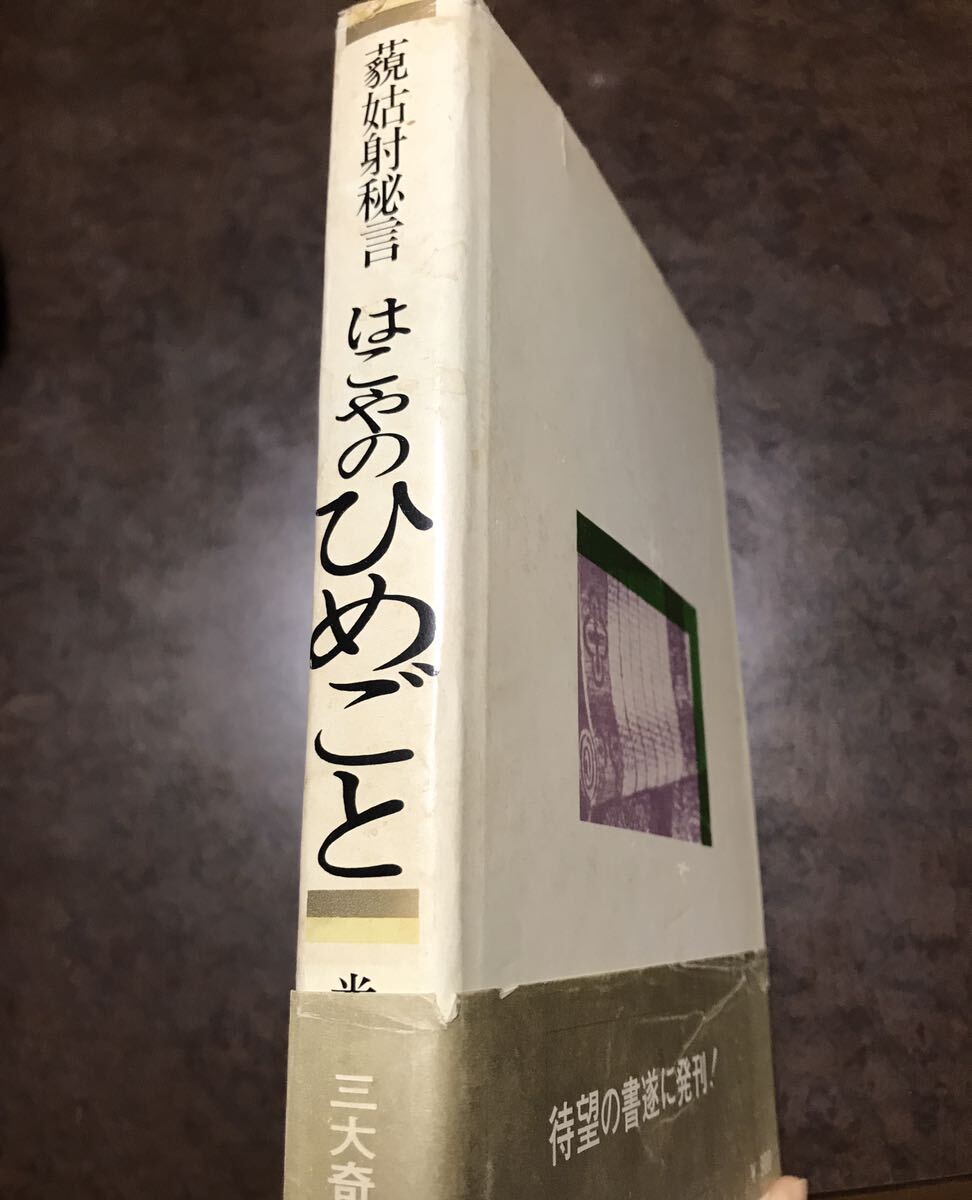 藐姑射秘言 はこやのひめごと
三大奇
待望の書遂に発刊!